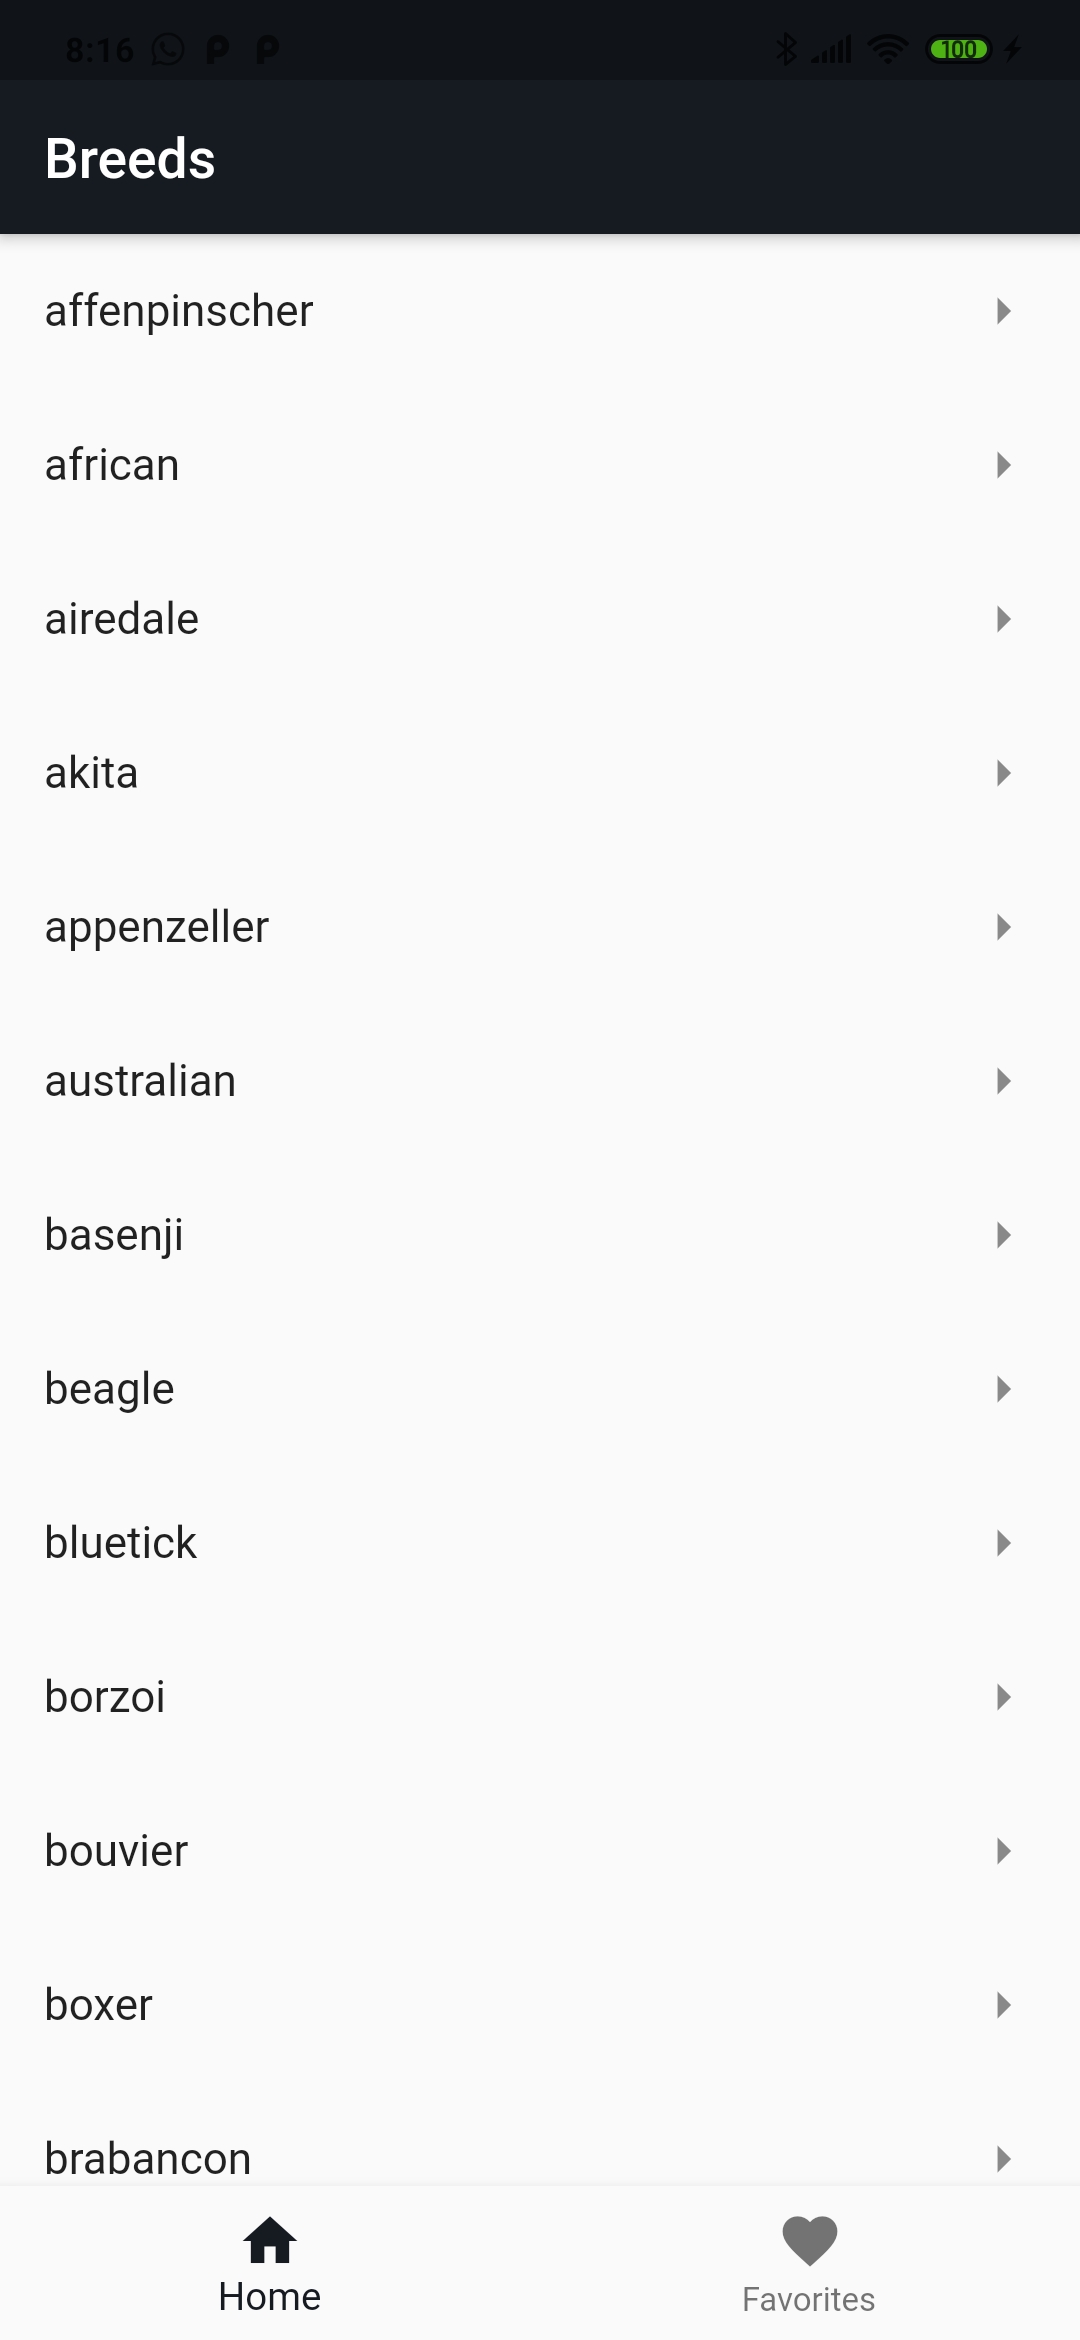 8:16
100
Breeds
affenpinscher
african
airedale
akita
appenzeller
australian
basenji
beagle
bluetick
borzoi
bouvier
boxer
brabancon
Home
Favorites